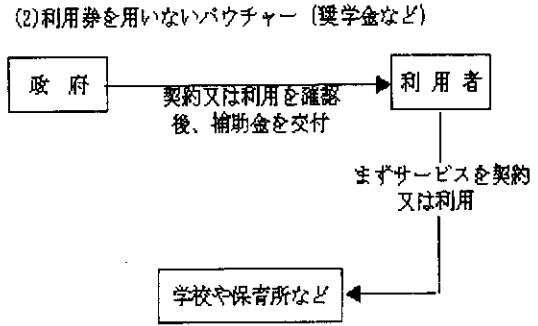 (2)利用券を用いないバウチャー〔奨学金など〕
政 府
利 用 者
契約又は利用を確認
後、補助金を交付
まずサービスを契約
又は利用
学校や保育所など